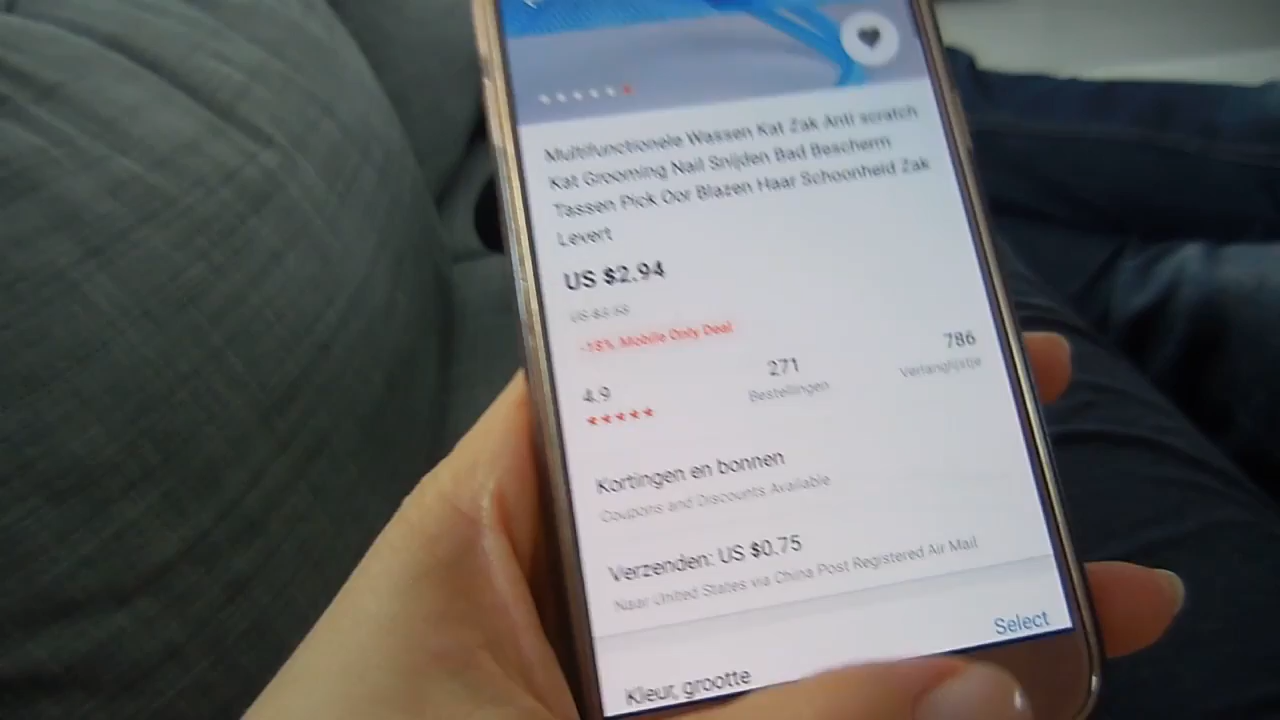 Multifunctionele Wassen Kat Zak Anti scratch
Kat Grooming Nail Snijden Bad Bescherm
Tassen Pick Oor Blazen Haar Schoonheid Zak
Levert
US $2.94
-15% Mobile Only Deal
4.9
★★★★★
271
Bestellingen
786
Verlanglijstje
Kortingen en bonnen
Coupons and Discounts Available
Verzenden: US $0.75
Naar United States via China Post Registered Air Mail
Select
Kleur, grootte